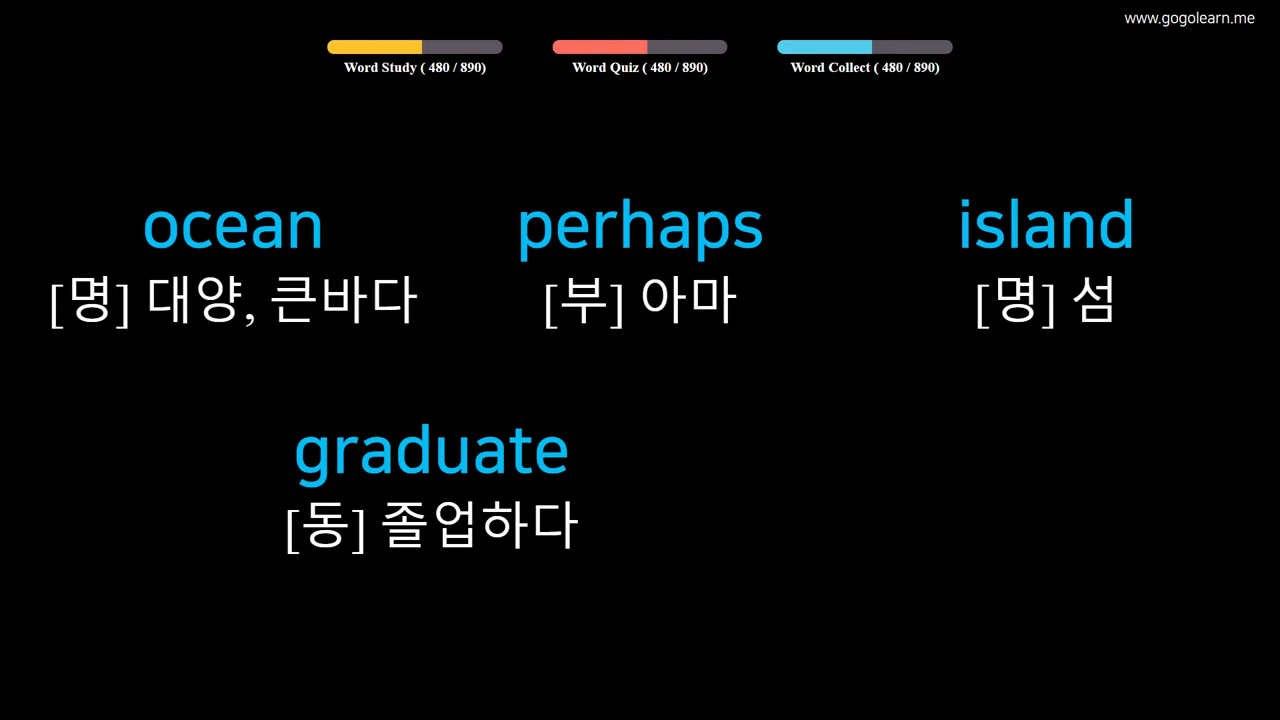 www.gogolearn.me
Word Study ( 480 / 890)
Word Quiz ( 480 / 890)
Word Collect ( 480 / 890)
ocean
[명] 대양, 큰바다
perhaps
[부] 아마
island
[명] 섬
graduate
[동] 졸업하다